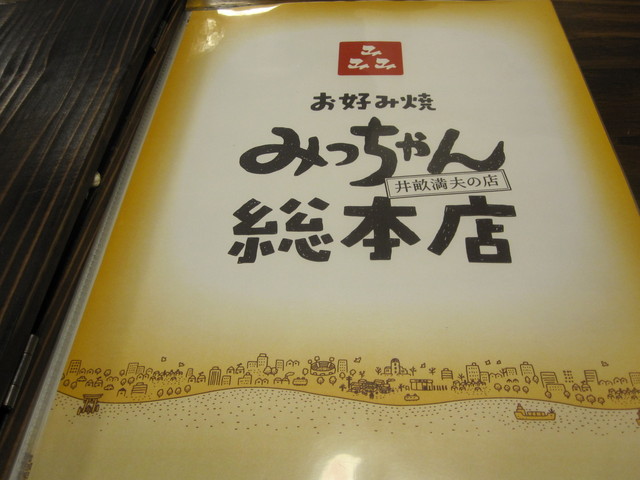 お好み焼
みっちゃん
井畝満夫の店
総本店